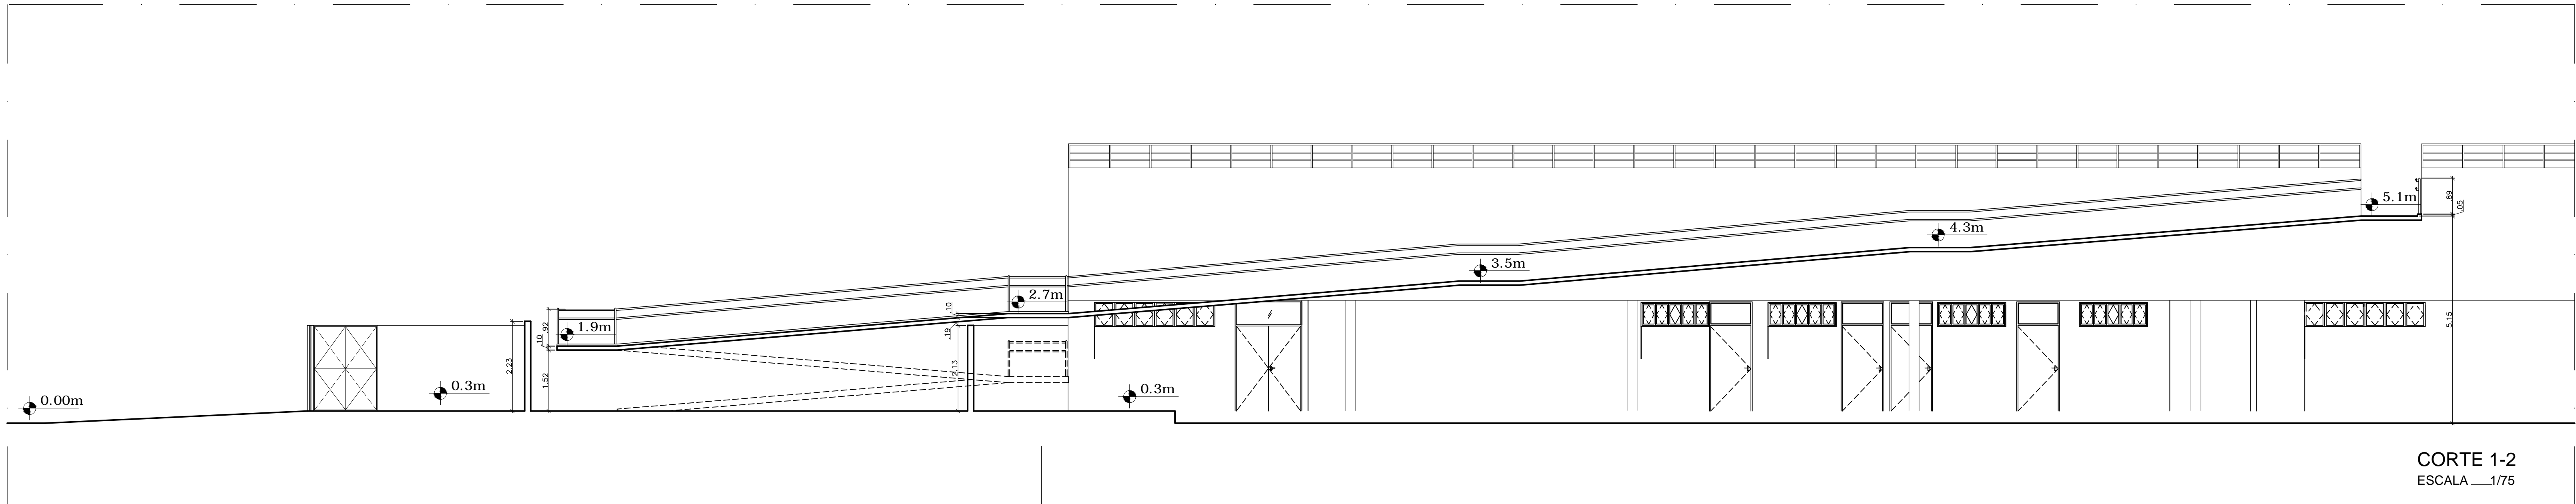 5.1m
.89
.05
4.3m
3.5m
2.7m
.10
.19
1.9m
.92
.10
2.23
1.52
2.13
5.15
0.3m
0.3m
0.00m
CORTE 1-2
ESCALA 1/75